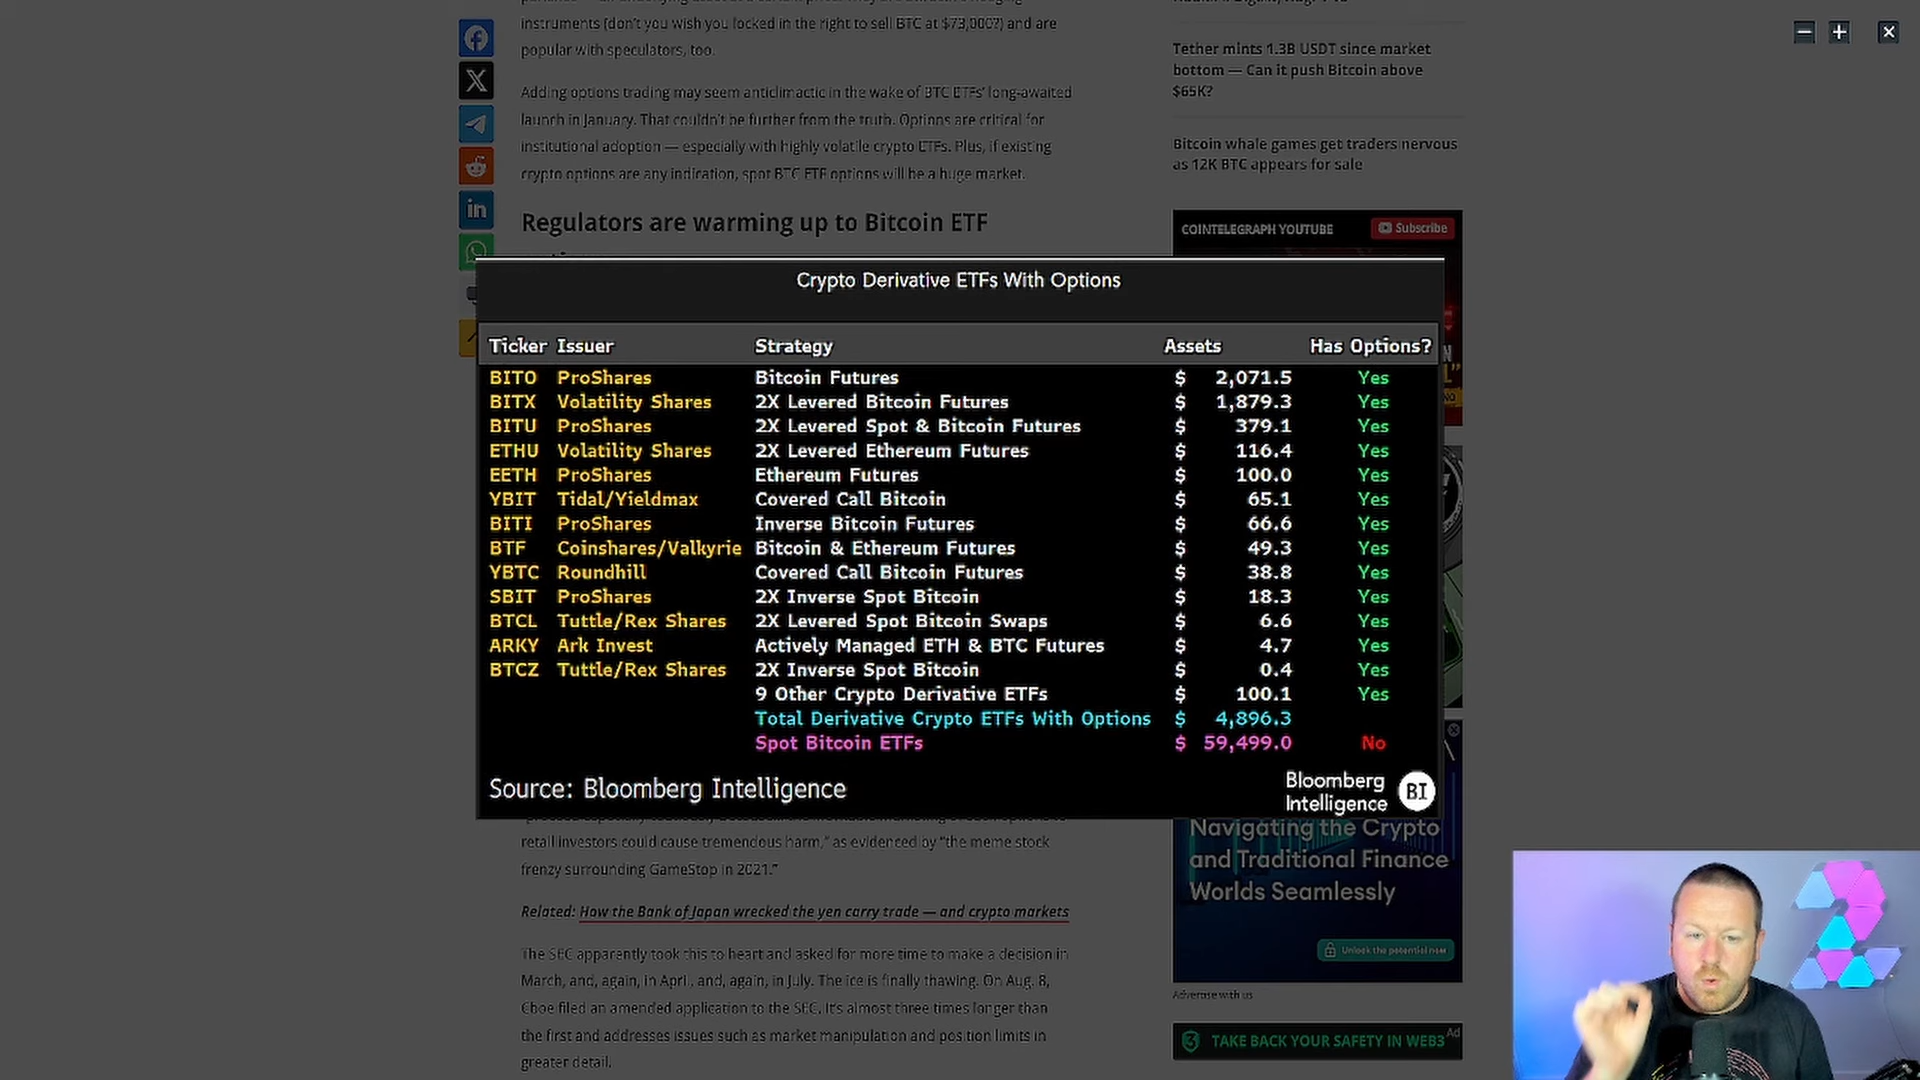 instruments (don't you wish you locked in the right to sell BTC at $73,000?) and are
popular with speculators, too.
Adding options trading may seem anticlimactic in the wake of BTC ETFs' long-awaited
launch in January. That couldn't be further from the truth. Options are critical for
institutional adoption — especially with highly volatile crypto ETFs. Plus, if existing
crypto options are any indication, spot BTC ETF options will be a huge market.
Regulators are warming up to Bitcoin ETF
Tether mints 1.3B USDT since market
bottom — Can it push Bitcoin above
$65K?
Bitcoin whale games get traders nervous
as 12K BTC appears for sale
COINTELEGRAPH YOUTUBE Subscribe
Crypto Derivative ETFs With Options
Ticker Issuer Strategy Assets Has Options?
BITO ProShares Bitcoin Futures $ 2,071.5 Yes
BITX Volatility Shares 2X Levered Bitcoin Futures $ 1,879.3 Yes
BITU ProShares 2X Levered Spot & Bitcoin Futures $ 379.1 Yes
ETHU Volatility Shares 2X Levered Ethereum Futures $ 116.4 Yes
EETH ProShares Ethereum Futures $ 100.0 Yes
YBIT Tidal/Yieldmax Covered Call Bitcoin $ 65.1 Yes
BITI ProShares Inverse Bitcoin Futures $ 66.6 Yes
BTF Coinshares/Valkyrie Bitcoin & Ethereum Futures $ 49.3 Yes
YBTC Roundhill Covered Call Bitcoin Futures $ 38.8 Yes
SBIT ProShares 2X Inverse Spot Bitcoin $ 18.3 Yes
BTCL Tuttle/Rex Shares 2X Levered Spot Bitcoin Swaps $ 6.6 Yes
ARKY Ark Invest Actively Managed ETH & BTC Futures $ 4.7 Yes
BTCZ Tuttle/Rex Shares 2X Inverse Spot Bitcoin $ 0.4 Yes
9 Other Crypto Derivative ETFs $ 100.1 Yes
Total Derivative Crypto ETFs With Options $ 4,896.3
Spot Bitcoin ETFs $ 59,499.0 No
Source: Bloomberg Intelligence
Bloomberg
Intelligence
BI
retail investors could cause tremendous harm," as evidenced by "the meme stock
frenzy surrounding GameStop in 2021."
Related: How the Bank of Japan wrecked the yen carry trade — and crypto markets
The SEC apparently took this to heart and asked for more time to make a decision in
March, and, again, in April, and, again, in July. The ice is finally thawing. On Aug. 8,
Cboe filed an amended application to the SEC. It's almost three times longer than
the first and addresses issues such as market manipulation and position limits in
greater detail.
Navigating the Crypto
and Traditional Finance
Worlds Seamlessly
Unlock the potential now
Advertise with us
TAKE BACK YOUR SAFETY IN WEB3
Ad